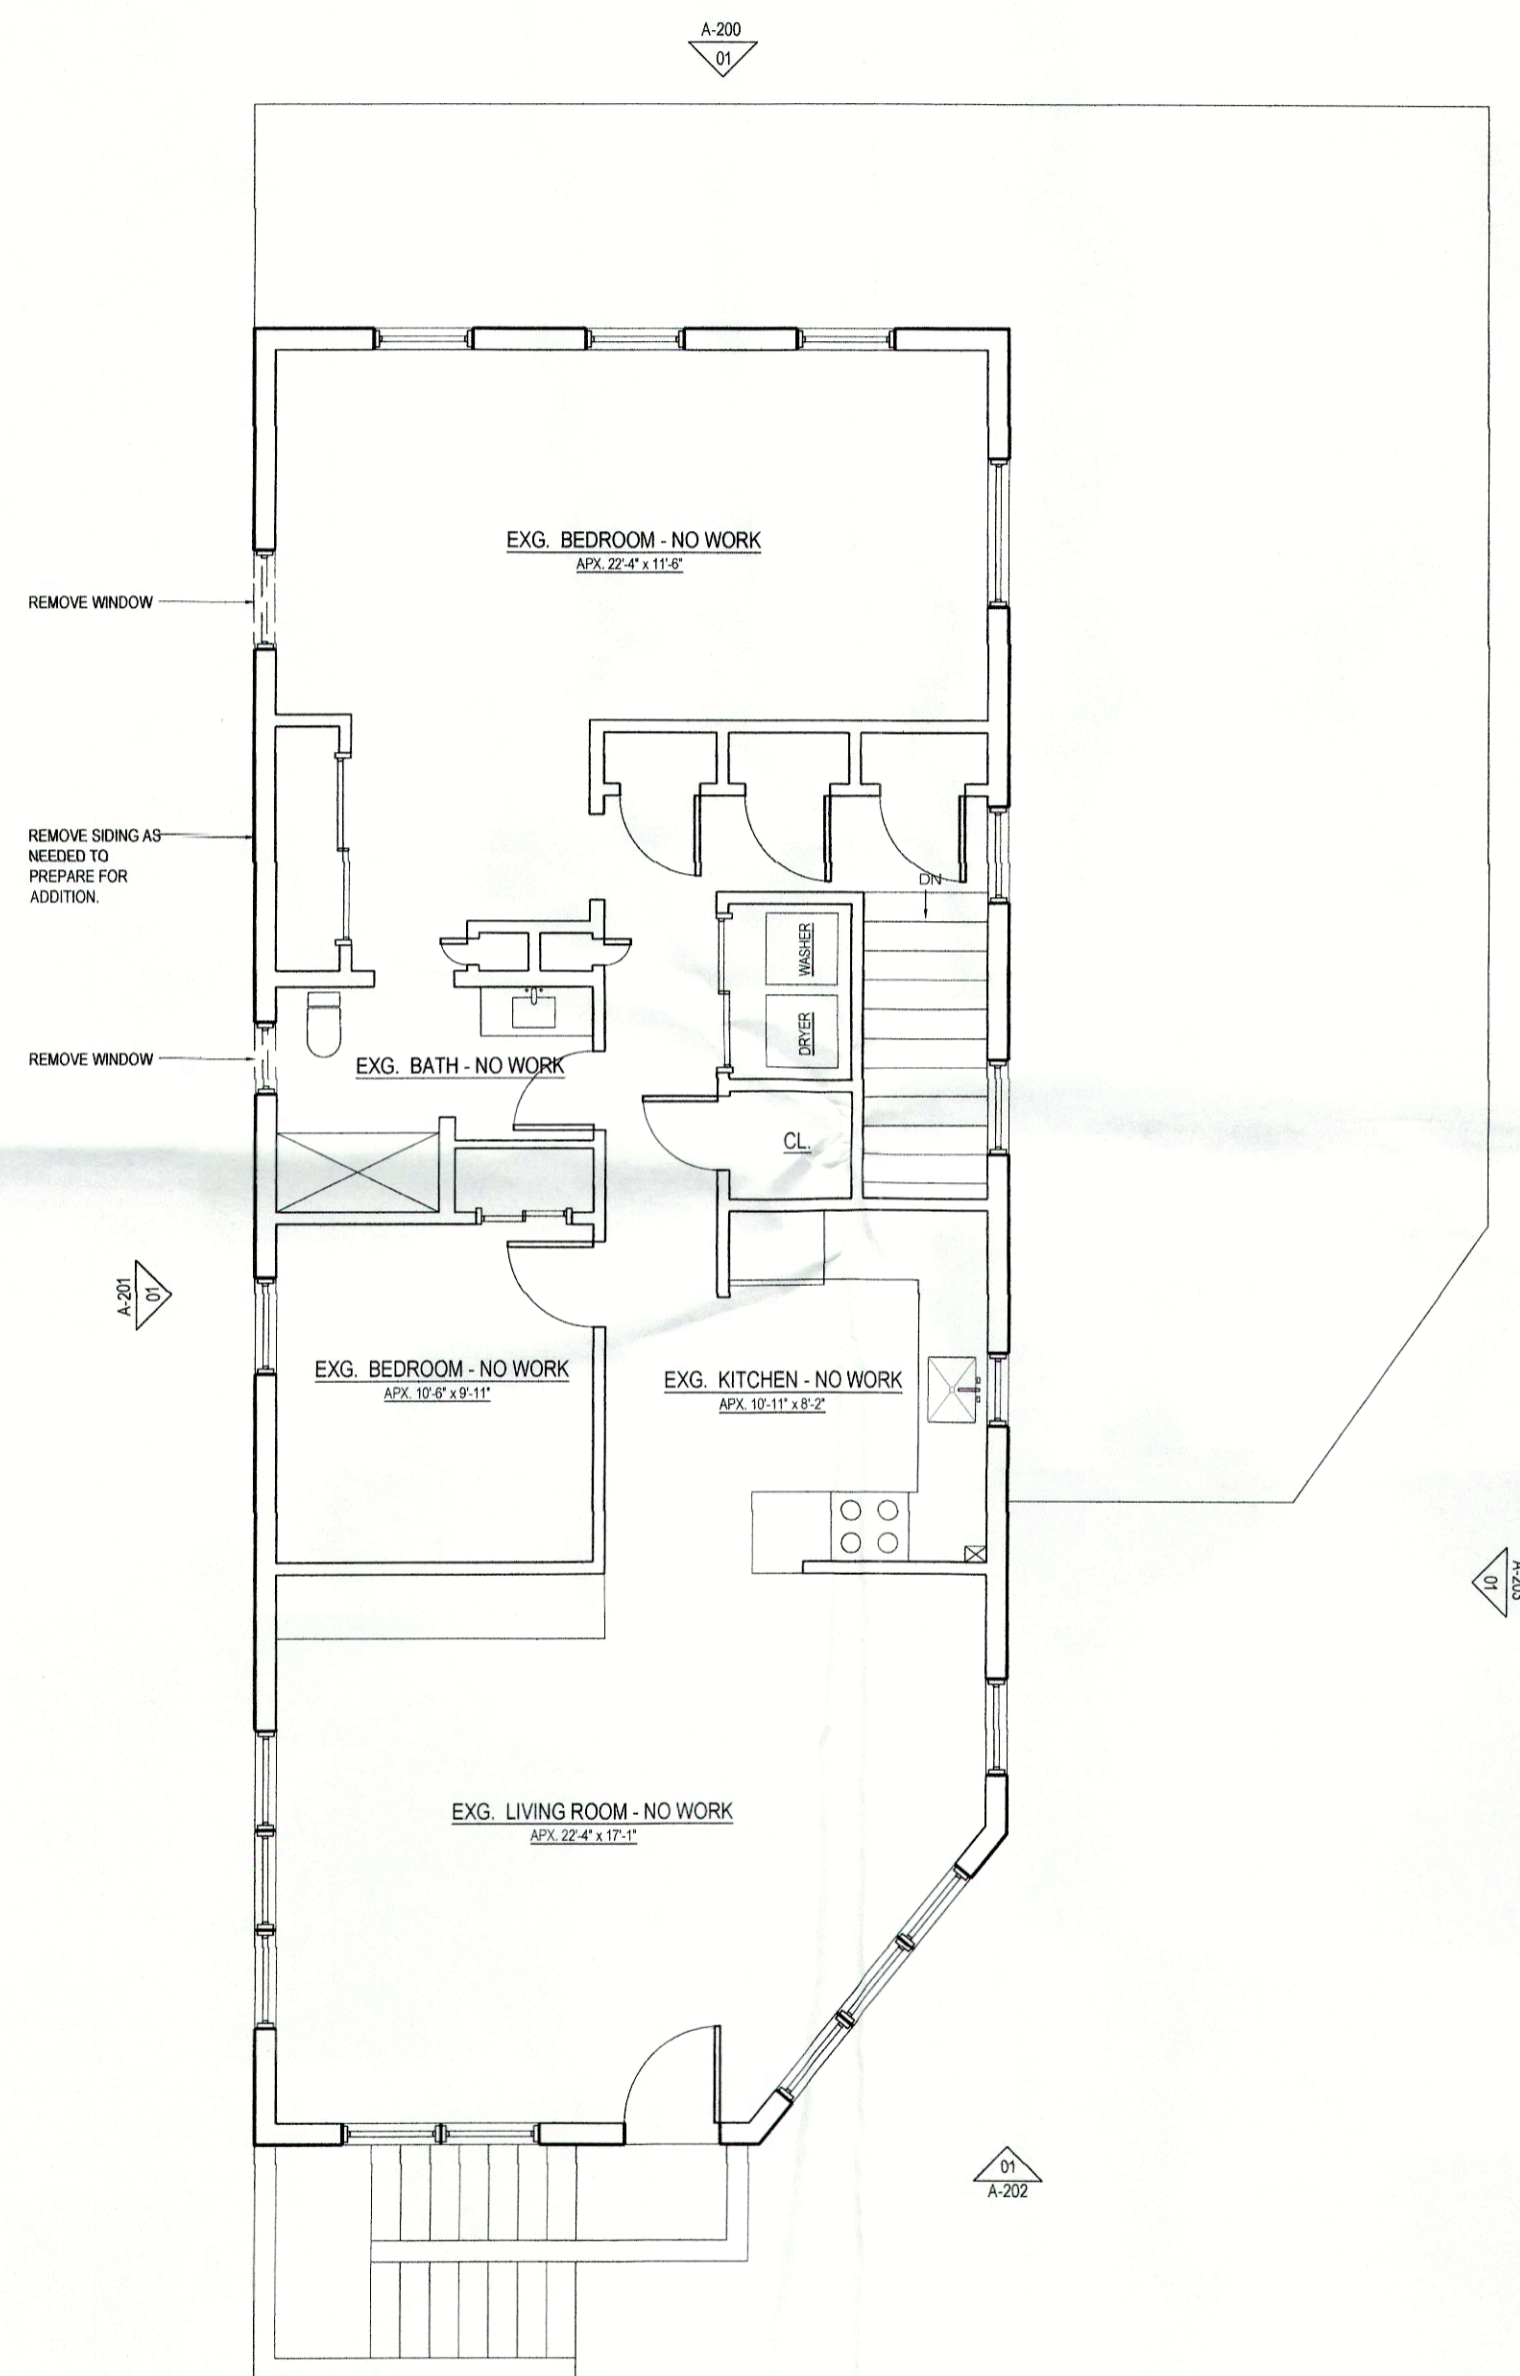 A-200
01
EXG. BEDROOM - NO WORK
APX. 22'-4" x 11'-6"
REMOVE WINDOW
REMOVE SIDING AS
NEEDED TO
PREPARE FOR
ADDITION.
DN
WASHER
DRYER
REMOVE WINDOW
EXG. BATH - NO WORK
CL.
A-201
01
EXG. BEDROOM - NO WORK
APX. 10'-6" x 9'-11"
EXG. KITCHEN - NO WORK
APX. 10'-11" x 8'-2"
01
A-203
EXG. LIVING ROOM - NO WORK
APX. 22'-4" x 17'-1"
01
A-202